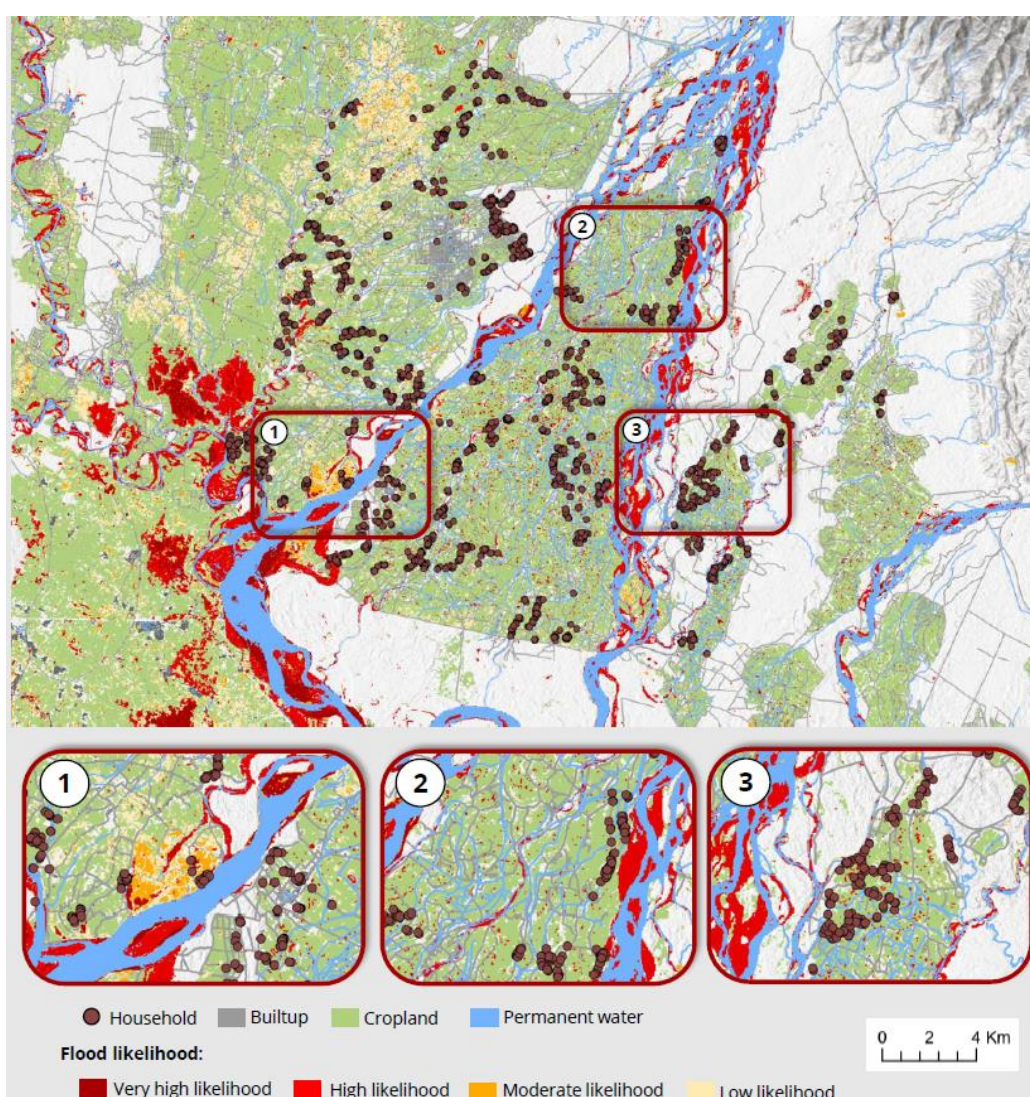 2
1
3
1
2
3
Household Builtup Cropland Permanent water
0 2 4 Km
Flood likelihood:
Very high likelihood High likelihood Moderate likelihood Low likelihood